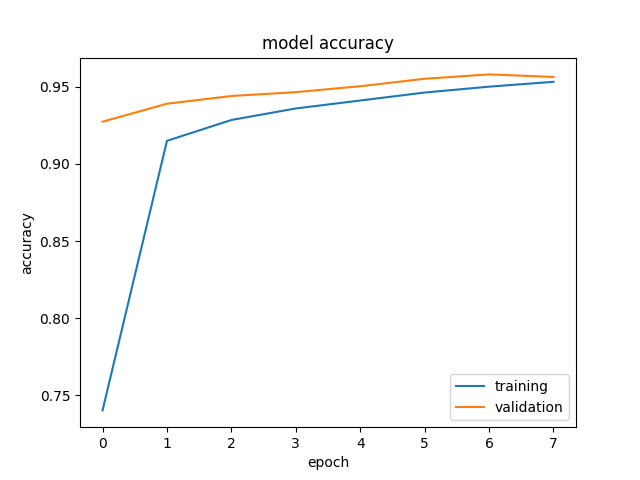 model accuracy
accuracy
0.95
0.90
0.85
0.80
0.75
training
validation
0 1 2 3 4 5 6 7
epoch